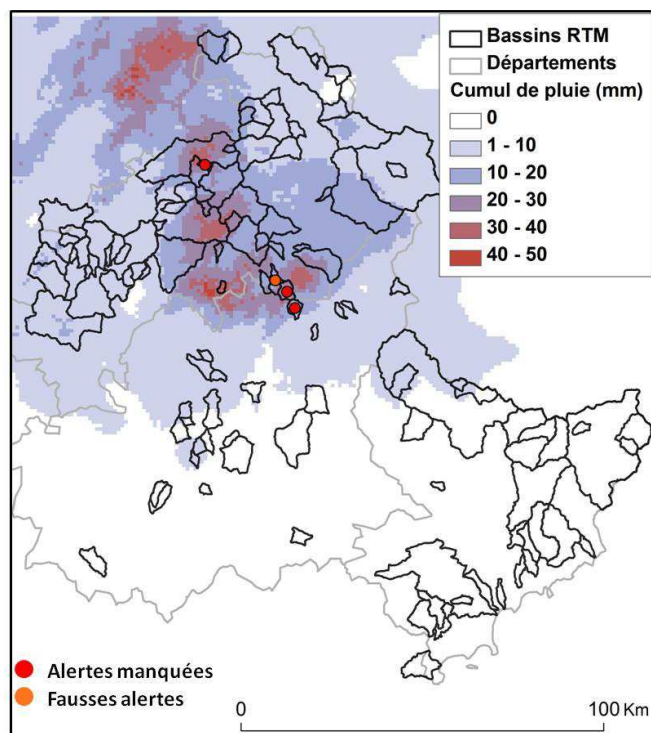 Bassins RTM
Départements
Cumul de pluie (mm)
0
1 - 10
10 - 20
20 - 30
30 - 40
40 - 50
Alertes manquées
Fausses alertes
0 100 Km